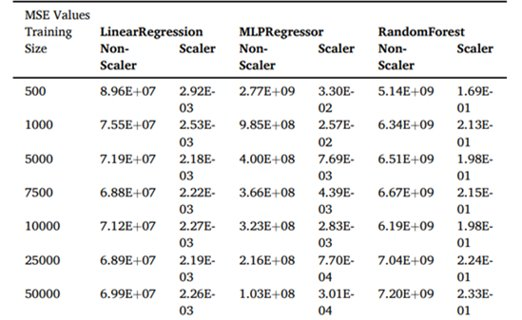 MSE Values
Training LinearRegression MLPRegressor RandomForest
Size Non- Scaler Non- Scaler Non- Scaler
Scaler Scaler Scaler
500 8.96E+07 2.92E- 2.77E+09 3.30E- 5.14E+09 1.69E-
03 02 01
1000 7.55E+07 2.53E- 9.85E+08 2.57E- 6.34E+09 2.13E-
03 02 01
5000 7.19E+07 2.18E- 4.00E+08 7.69E- 6.51E+09 1.98E-
03 03 01
7500 6.88E+07 2.22E- 3.66E+08 4.39E- 6.67E+09 2.15E-
03 03 01
10000 7.12E+07 2.27E- 3.23E+08 2.83E- 6.19E+09 1.98E-
03 03 01
25000 6.89E+07 2.19E- 2.16E+08 7.70E- 7.04E+09 2.24E-
03 04 01
50000 6.99E+07 2.26E- 1.03E+08 3.01E- 7.20E+09 2.33E-
03 04 01